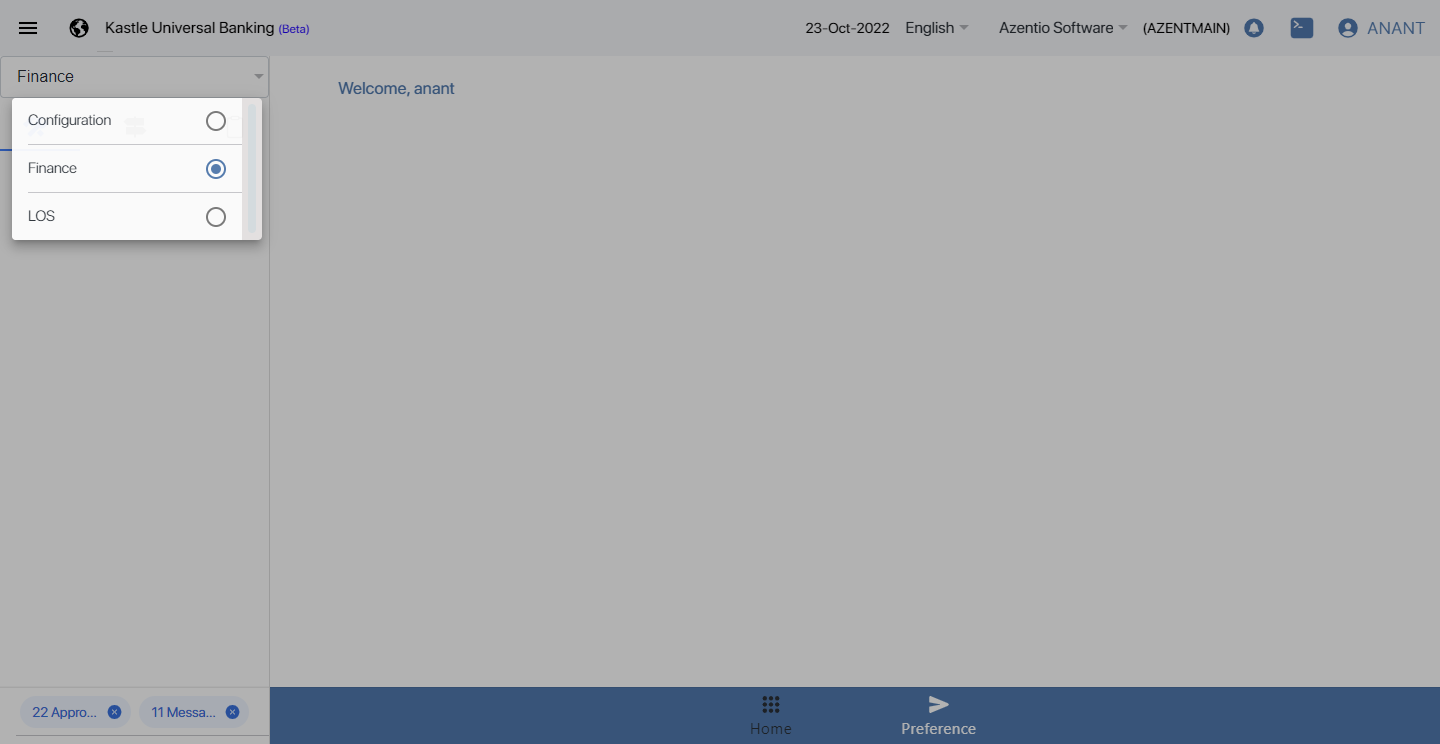 Kastle Universal Banking (Beta)
23-Oct-2022 English Azentio Software (AZENTMAIN) ANANT
Finance
Welcome, anant
Configuration
Finance
LOS
22 Appro... 11 Messa...
Home Preference